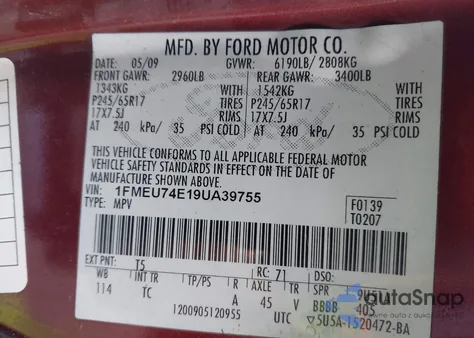 MFD. BY FORD MOTOR CO.
DATE: 05/09 GVWR: 6190LB/ 2808KG
FRONT GAWR: 2960LB REAR GAWR: 3400LB
1343KG WITH 1542KG WITH
P245/65R17 TIRES P245/65R17 TIRES
17X7.5J RIMS 17X7.5J RIMS
AT 240 kPa/ 35 PSI COLD AT 240 kPa/ 35 PSI COLD
THIS VEHICLE CONFORMS TO ALL APPLICABLE FEDERAL MOTOR
VEHICLE SAFETY STANDARDS IN EFFECT ON THE DATE OF
MANUFACTURE SHOWN ABOVE.
VIN: 1FMEU74E19UA39755 F0139
TYPE: MPV T0207
EXT PNT: T5 RC: 71 DSO:
WB INT TR TP/PS R AXLE TR SPR
114 TC A 45 V BBBB 405
1200905120955 UTC 5U5A-1520472-BA
autaSnap